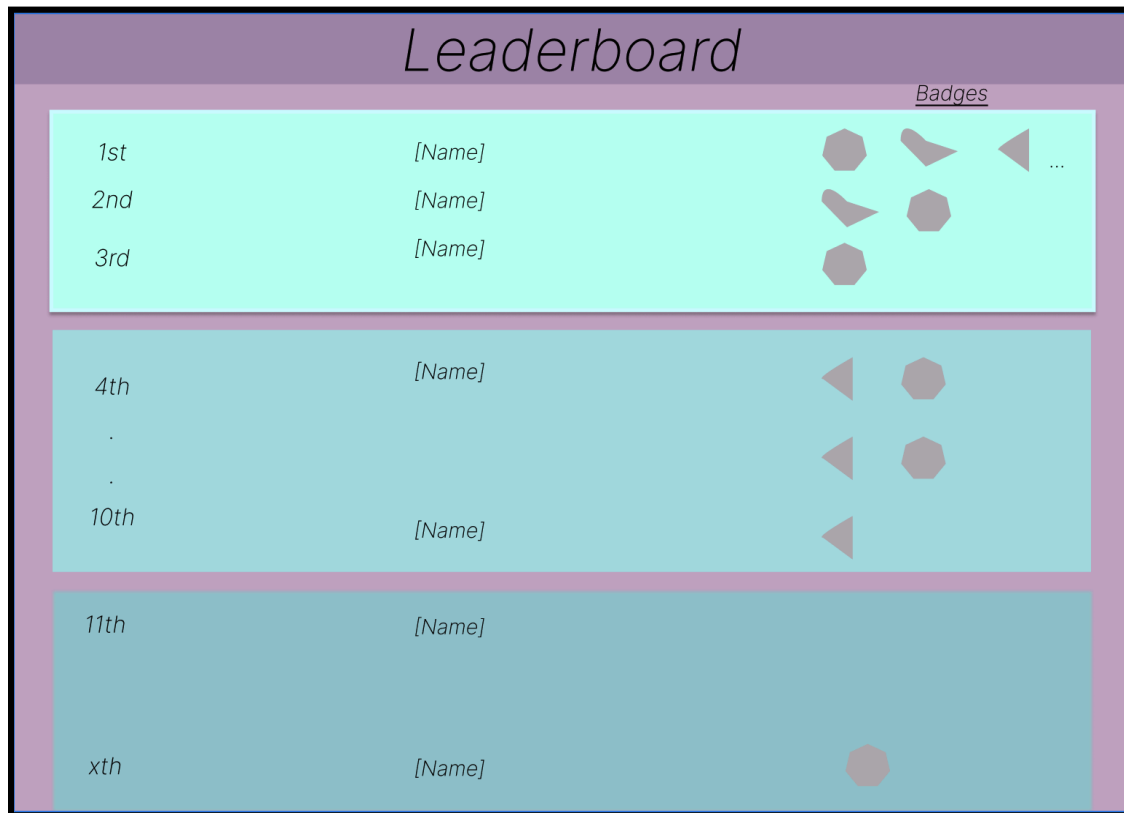 Leaderboard
Badges
1st [Name] ...
2nd [Name]
3rd [Name]
4th [Name]
.
.
10th [Name]
11th [Name]
xth [Name]